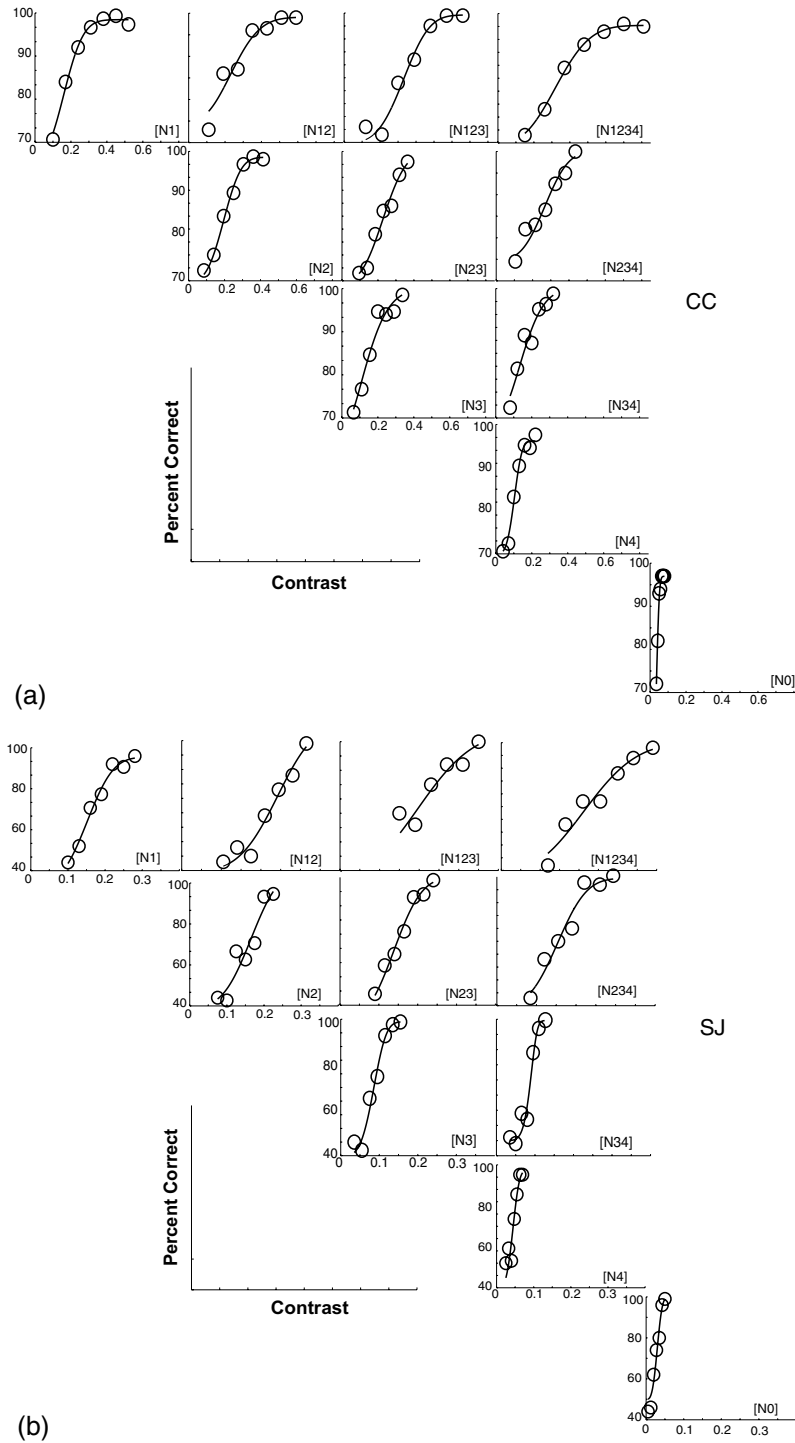 100
90
80
70
0 0.2 0.4 0.6
[N1]
[N12]
[N123]
[N1234]
100
90
80
70
0 0.2 0.4 0.6
[N2]
[N23]
[N234]
100
90
80
70
0 0.2 0.4 0.6
[N3]
[N34]
CC
Percent Correct
Contrast
100
90
80
70
0 0.2 0.4 0.6
[N4]
100
90
80
70
0 0.2 0.4 0.6
[N0]
(a)
100
80
60
40
0 0.1 0.2 0.3
[N1]
[N12]
[N123]
[N1234]
100
80
60
40
0 0.1 0.2 0.3
[N2]
[N23]
[N234]
100
80
60
40
0 0.1 0.2 0.3
[N3]
[N34]
SJ
Percent Correct
Contrast
100
80
60
40
0 0.1 0.2 0.3
[N4]
100
80
60
40
0 0.1 0.2 0.3
[N0]
(b)